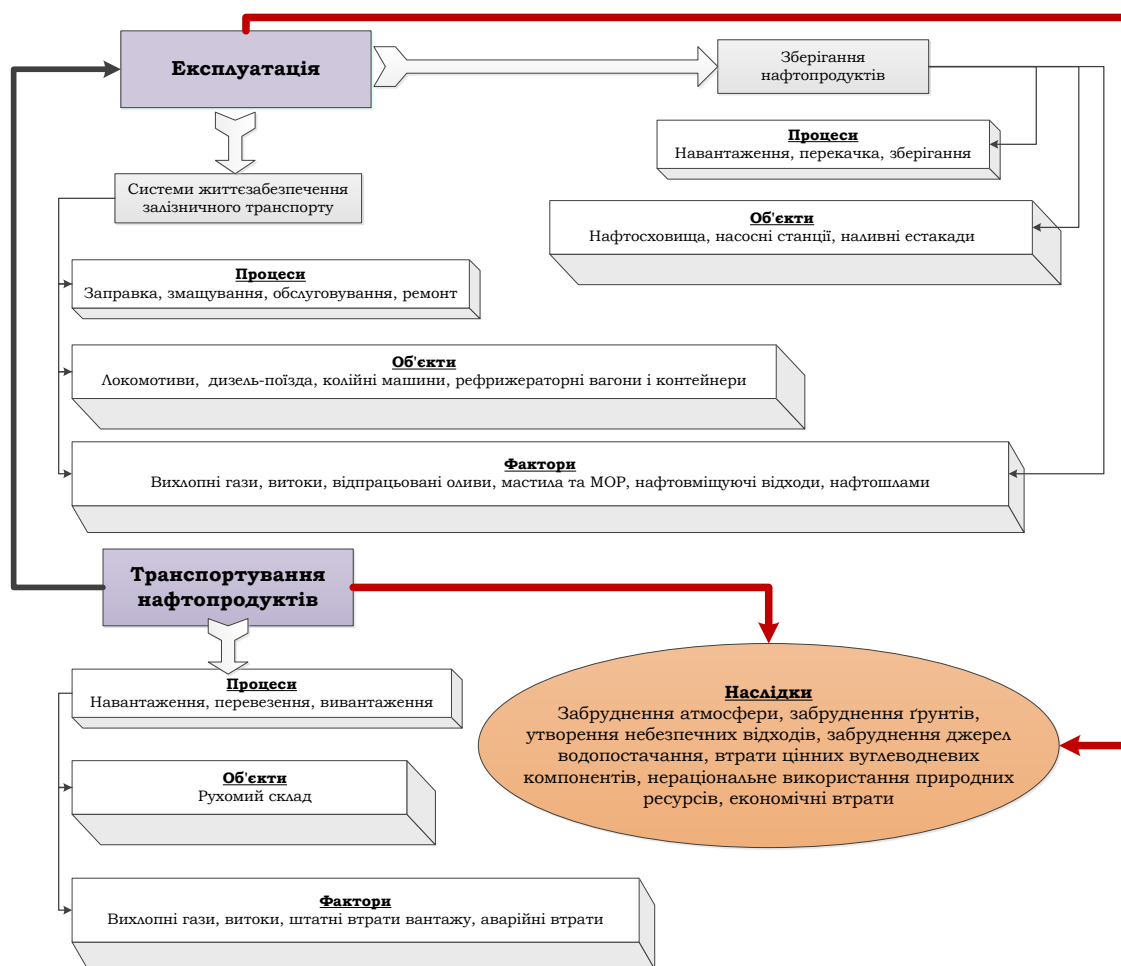 Експлуатація
Зберігання
нафтопродуктів
Процеси
Навантаження, перекачка, зберігання
Системи життєзабезпечення
залізничного транспорту
Об'єкти
Нафтосховища, насосні станції, наливні естакади
Процеси
Заправка, змащування, обслуговування, ремонт
Об'єкти
Локомотиви, дизель-поїзда, колійні машини, рефрижераторні вагони і контейнери
Фактори
Вихлопні гази, витоки, відпрацьовані оливи, мастила та МОР, нафтовміщуючі відходи, нафтошлами
Транспортування
нафтопродуктів
Процеси
Навантаження, перевезення, вивантаження
Наслідки
Забруднення атмосфери, забруднення ґрунтів,
утворення небезпечних відходів, забруднення джерел
водопостачання, втрати цінних вуглеводневих
компонентів, нераціональне використання природних
ресурсів, економічні втрати
Об'єкти
Рухомий склад
Фактори
Вихлопні гази, витоки, штатні втрати вантажу, аварійні втрати